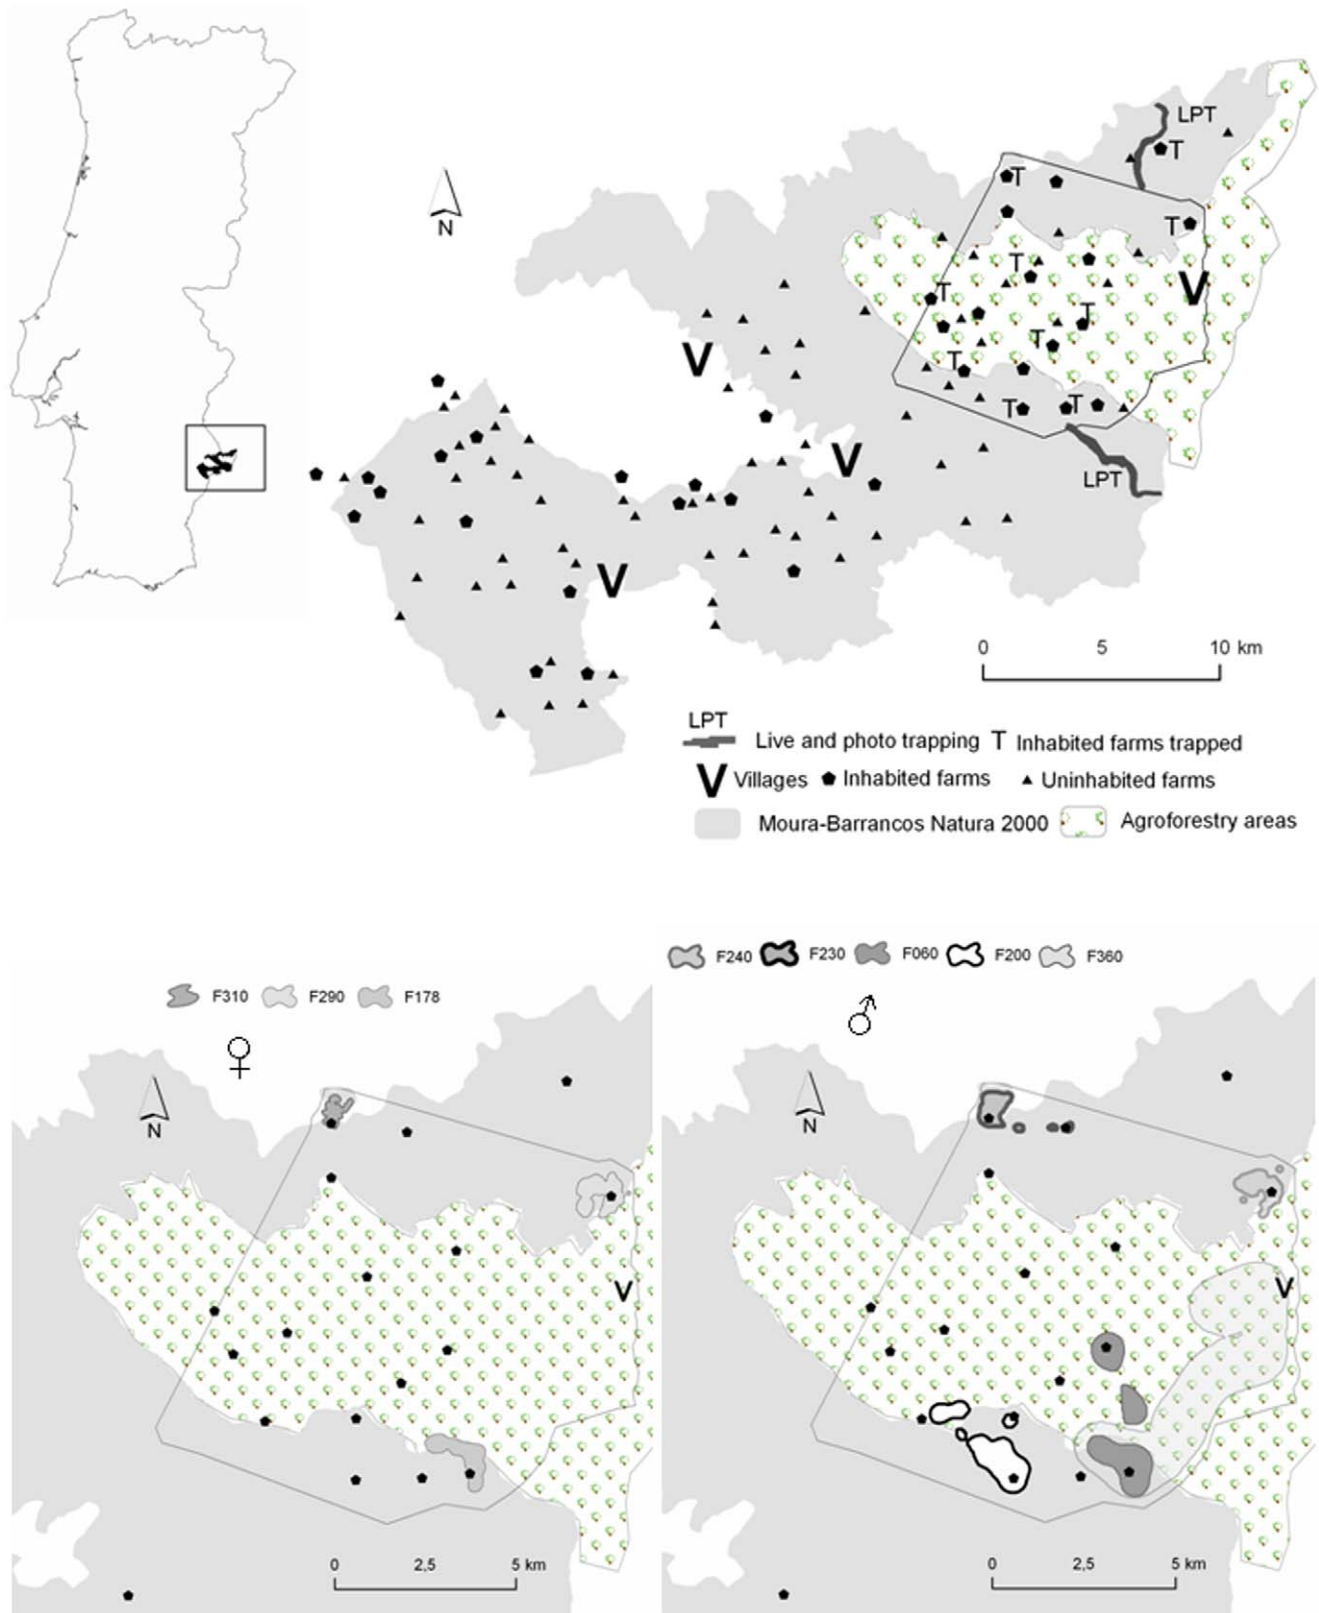 LPT
T
T
N
T
T
V
T
T
T
V
T
T
T
V
LPT
V
0 5 10 km
LPT
Live and photo trapping T Inhabited farms trapped
V Villages Inhabited farms Uninhabited farms
Moura-Barrancos Natura 2000 Agroforestry areas
F240 F230 F060 F200 F360
F310 F290 F178
N
N
V
V
0 2,5 5 km
0 2,5 5 km